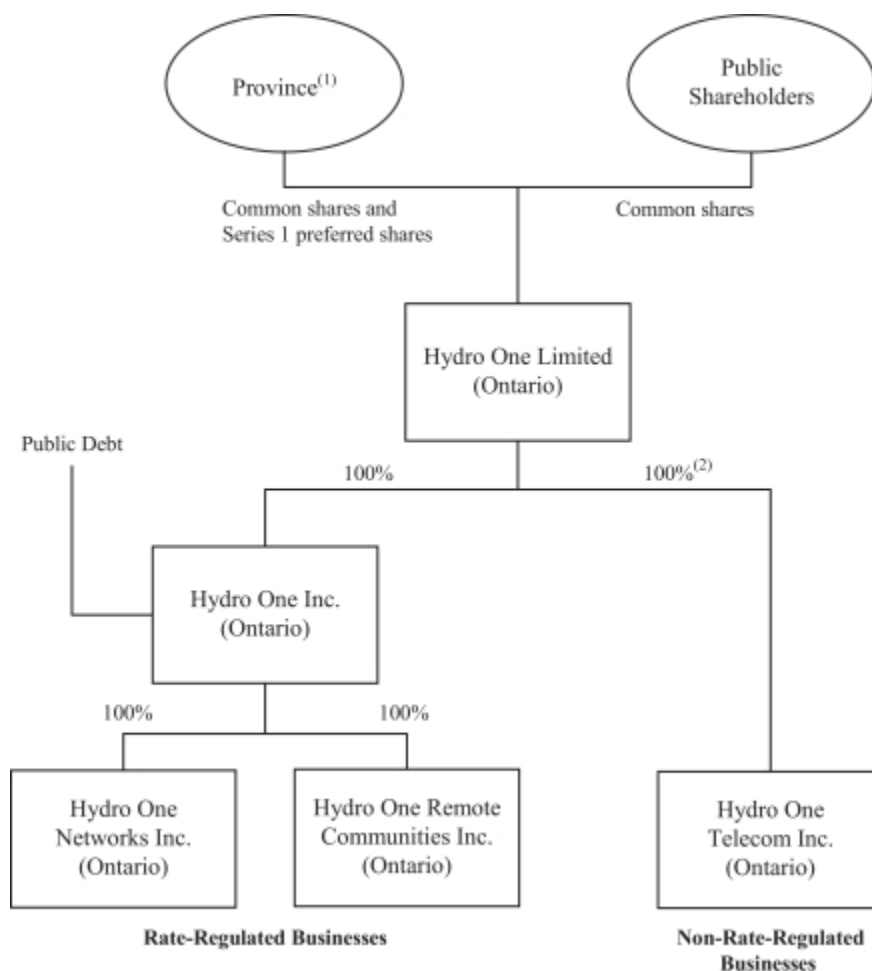 Province(1)
Public
Shareholders
Common shares and
Series 1 preferred shares
Common shares
Hydro One Limited
(Ontario)
Public Debt
100%
100%(2)
Hydro One Inc.
(Ontario)
100%
100%
Hydro One
Networks Inc.
(Ontario)
Hydro One Remote
Communities Inc.
(Ontario)
Hydro One
Telecom Inc.
(Ontario)
Rate-Regulated Businesses
Non-Rate-Regulated
Businesses